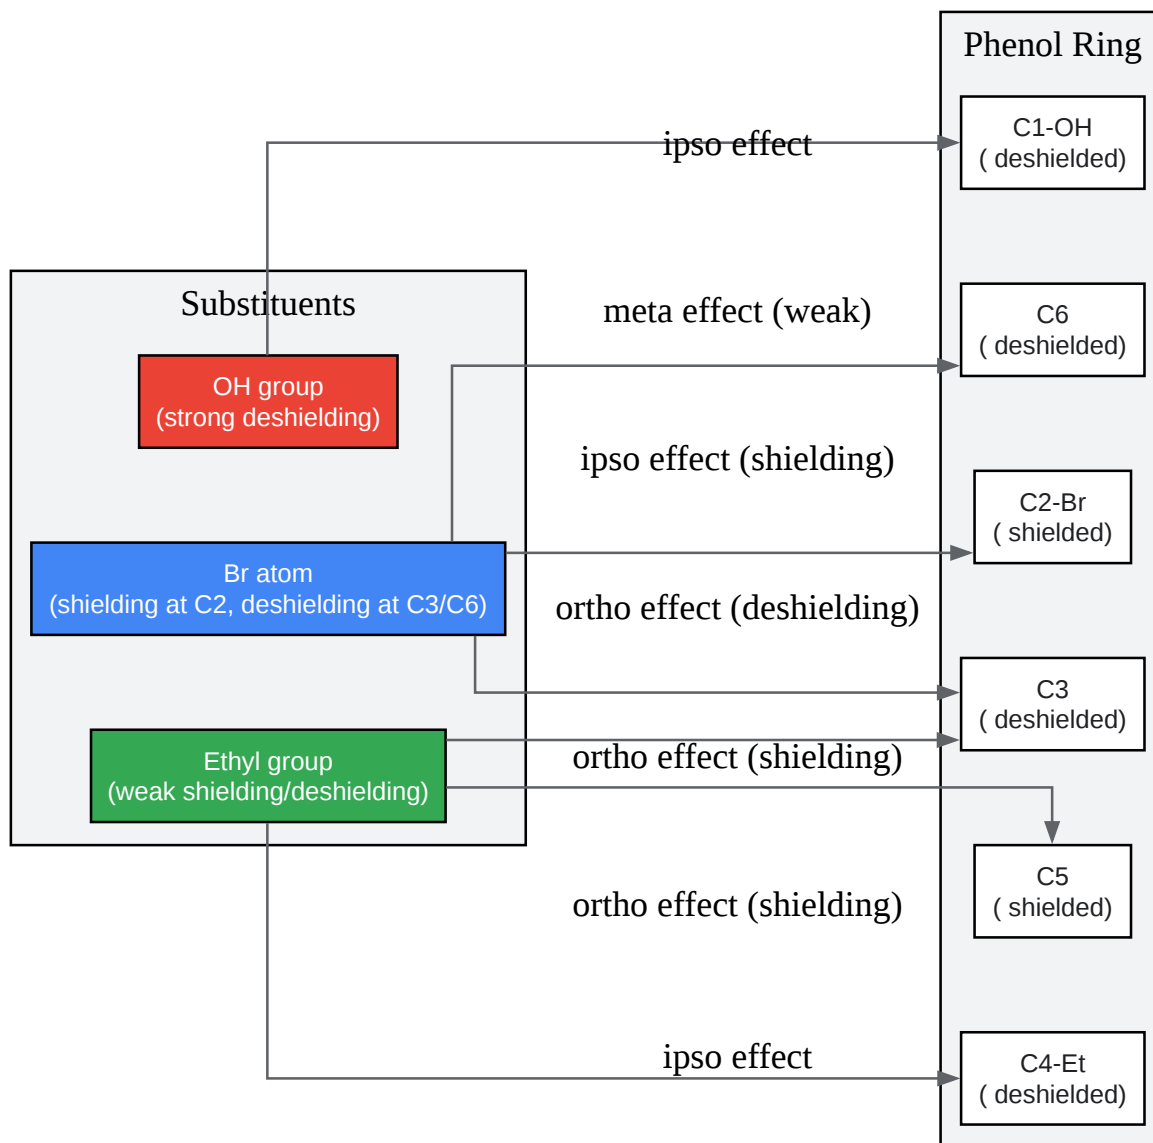 Phenol Ring
C1-OH
( deshielded)
ipso effect
Substituents
meta effect (weak)
C6
( deshielded)
OH group
(strong deshielding)
ipso effect (shielding)
C2-Br
( shielded)
Br atom
(shielding at C2, deshielding at C3/C6)
ortho effect (deshielding)
C3
( deshielded)
Ethyl group
(weak shielding/deshielding)
ortho effect (shielding)
C5
( shielded)
ortho effect (shielding)
ipso effect
C4-Et
( deshielded)